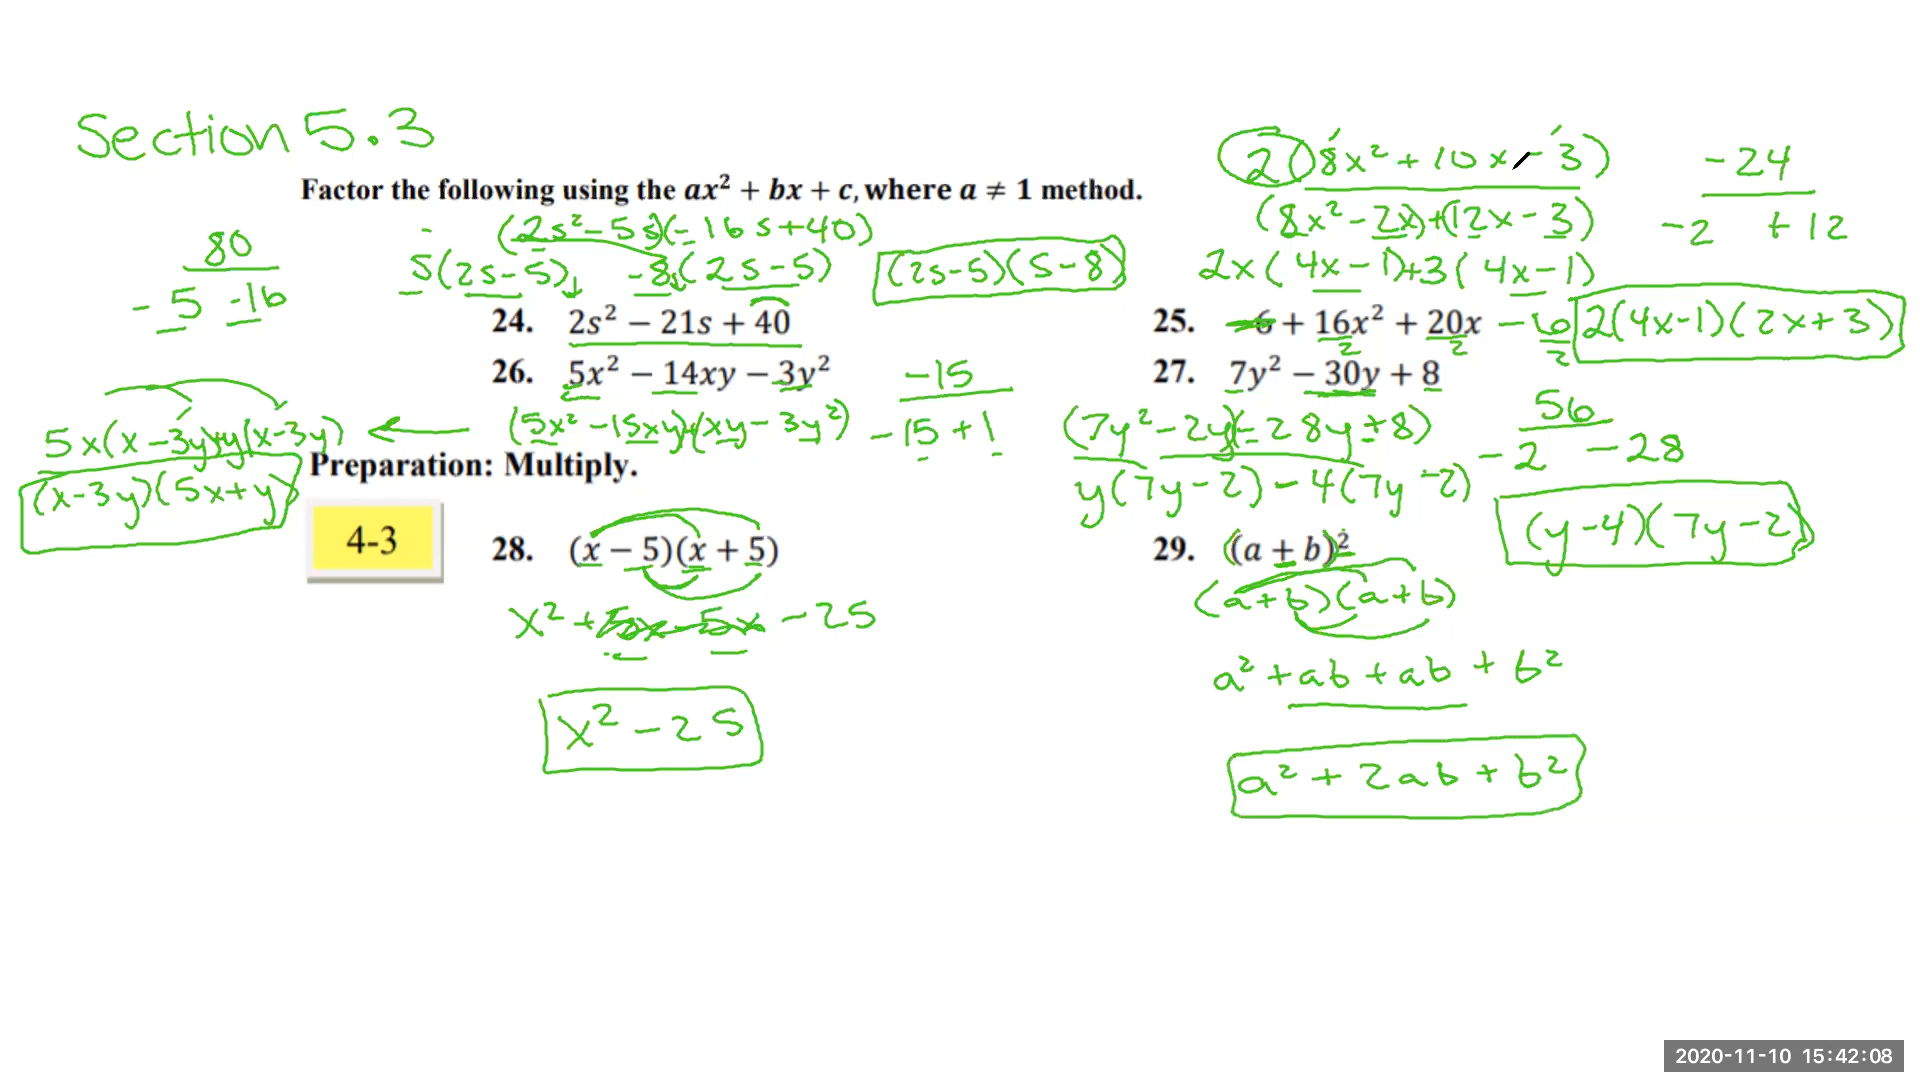 Section 5.3
2(8x² + 10x - 3)
-24
-2 +12
Factor the following using the ax² + bx + c, where a ≠ 1 method.
(8x² - 2x)+(12x - 3)
80
-5 -16
(2s² - 5s)(-16s + 40)
s(2s - 5) -8(2s - 5)
(2s-5)(s-8)
2x(4x - 1)+3(4x - 1)
24. 2s² − 21s + 40
25. -6 + 16x² + 20x - 6
2 2 2
2(4x-1)(2x+3)
26. 5x² − 14xy − 3y²
-15
-15 +1
27. 7y² − 30y + 8
56
-2 -28
(5x² - 15xy)+(xy - 3y²)
5x(x - 3y)+y(x - 3y)
(x - 3y)(5x + y)
(7y² - 2y)(-28y + 8)
y(7y - 2) - 4(7y - 2)
(y - 4)(7y - 2)
Preparation: Multiply.
4-3
28. (x − 5)(x + 5)
x² + 5x - 5x - 25
x² - 25
29. (a + b)²
(a+b)(a+b)
a² + ab + ab + b²
a² + 2ab + b²
2020-11-10 15:42:08